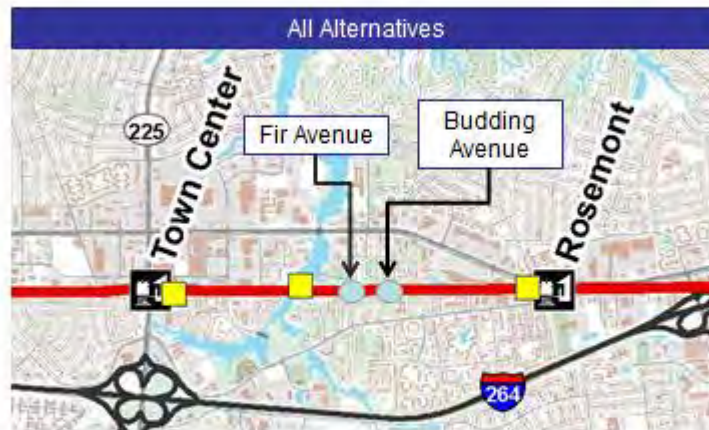 All Alternatives
225
Town Center
Fir Avenue
Budding
Avenue
Rosemont
264